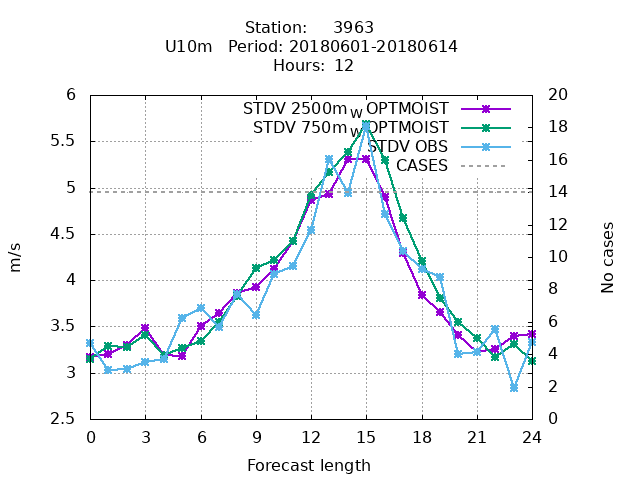 Station: 3963
U10m Period: 20180601-20180614
Hours: 12
STDV 2500m_W OPTMOIST
STDV 750m_W OPTMOIST
STDV OBS
CASES
6
5.5
5
4.5
4
3.5
3
2.5
m/s
20
18
16
14
12
10
8
6
4
2
0
No cases
0 3 6 9 12 15 18 21 24
Forecast length